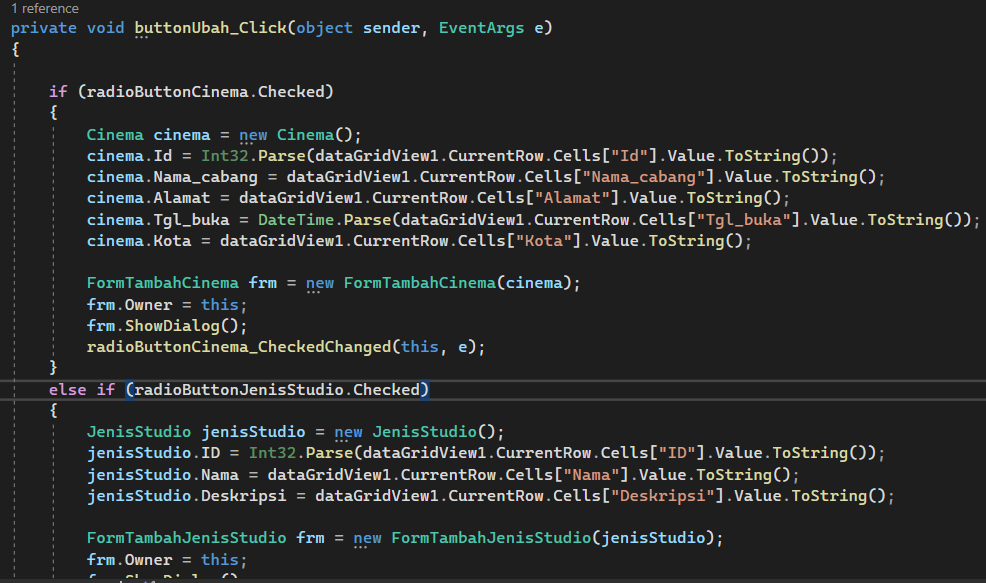 1 reference
private void buttonUbah_Click(object sender, EventArgs e)
{
if (radioButtonCinema.Checked)
{
Cinema cinema = new Cinema();
cinema.Id = Int32.Parse(dataGridView1.CurrentRow.Cells["Id"].Value.ToString());
cinema.Nama_cabang = dataGridView1.CurrentRow.Cells["Nama_cabang"].Value.ToString();
cinema.Alamat = dataGridView1.CurrentRow.Cells["Alamat"].Value.ToString();
cinema.Tgl_buka = DateTime.Parse(dataGridView1.CurrentRow.Cells["Tgl_buka"].Value.ToString());
cinema.Kota = dataGridView1.CurrentRow.Cells["Kota"].Value.ToString();
FormTambahCinema frm = new FormTambahCinema(cinema);
frm.Owner = this;
frm.ShowDialog();
radioButtonCinema_CheckedChanged(this, e);
}
else if (radioButtonJenisStudio.Checked)
{
JenisStudio jenisStudio = new JenisStudio();
jenisStudio.ID = Int32.Parse(dataGridView1.CurrentRow.Cells["ID"].Value.ToString());
jenisStudio.Nama = dataGridView1.CurrentRow.Cells["Nama"].Value.ToString();
jenisStudio.Deskripsi = dataGridView1.CurrentRow.Cells["Deskripsi"].Value.ToString();
FormTambahJenisStudio frm = new FormTambahJenisStudio(jenisStudio);
frm.Owner = this;